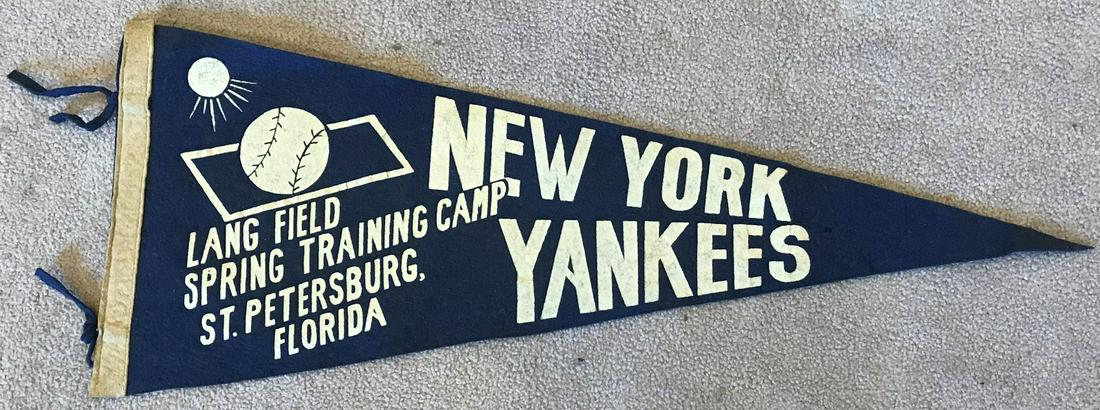 LANG FIELD
SPRING TRAINING CAMP
ST. PETERSBURG,
FLORIDA
NEW YORK
YANKEES